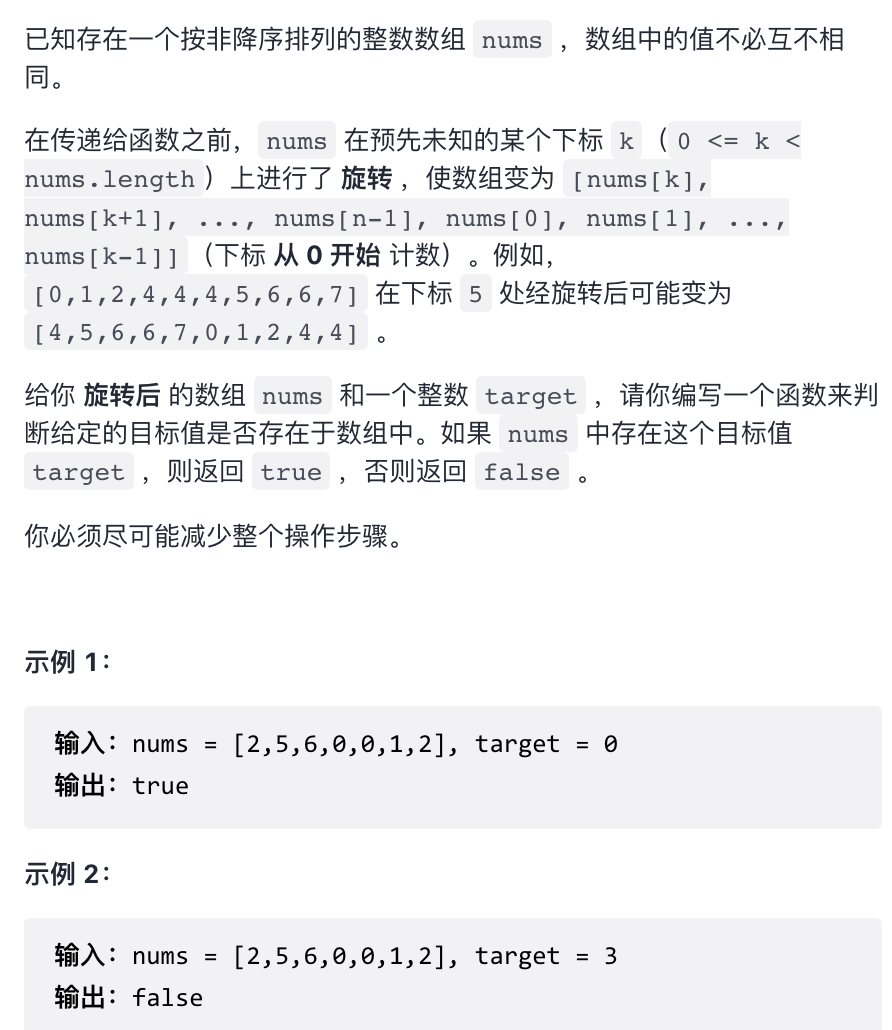 已知存在一个按非降序排列的整数数组 nums ，数组中的值不必互不相
同。
在传递给函数之前，nums 在预先未知的某个下标 k（0 <= k <
nums.length）上进行了 旋转 ，使数组变为 [nums[k],
nums[k+1], ..., nums[n-1], nums[0], nums[1], ...,
nums[k-1]]（下标 从 0 开始 计数）。例如，
[0,1,2,4,4,4,5,6,6,7] 在下标 5 处经旋转后可能变为
[4,5,6,6,7,0,1,2,4,4] 。
给你 旋转后 的数组 nums 和一个整数 target ，请你编写一个函数来判
断给定的目标值是否存在于数组中。如果 nums 中存在这个目标值
target ，则返回 true ，否则返回 false 。
你必须尽可能减少整个操作步骤。
示例 1：
输入：nums = [2,5,6,0,0,1,2], target = 0
输出：true
示例 2：
输入：nums = [2,5,6,0,0,1,2], target = 3
输出：false